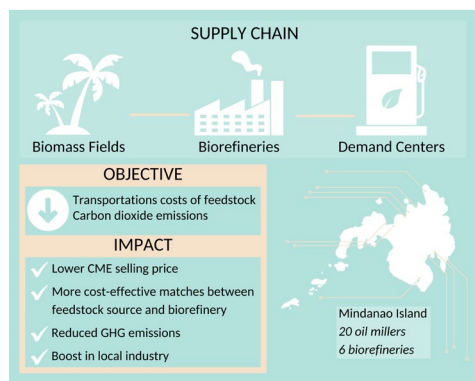 SUPPLY CHAIN
Biomass Fields
Biorefineries
Demand Centers
OBJECTIVE
Transportations costs of feedstock
Carbon dioxide emissions
IMPACT
Lower CME selling price
More cost-effective matches between
feedstock source and biorefinery
Reduced GHG emissions
Boost in local industry
Mindanao Island
20 oil millers
6 biorefineries